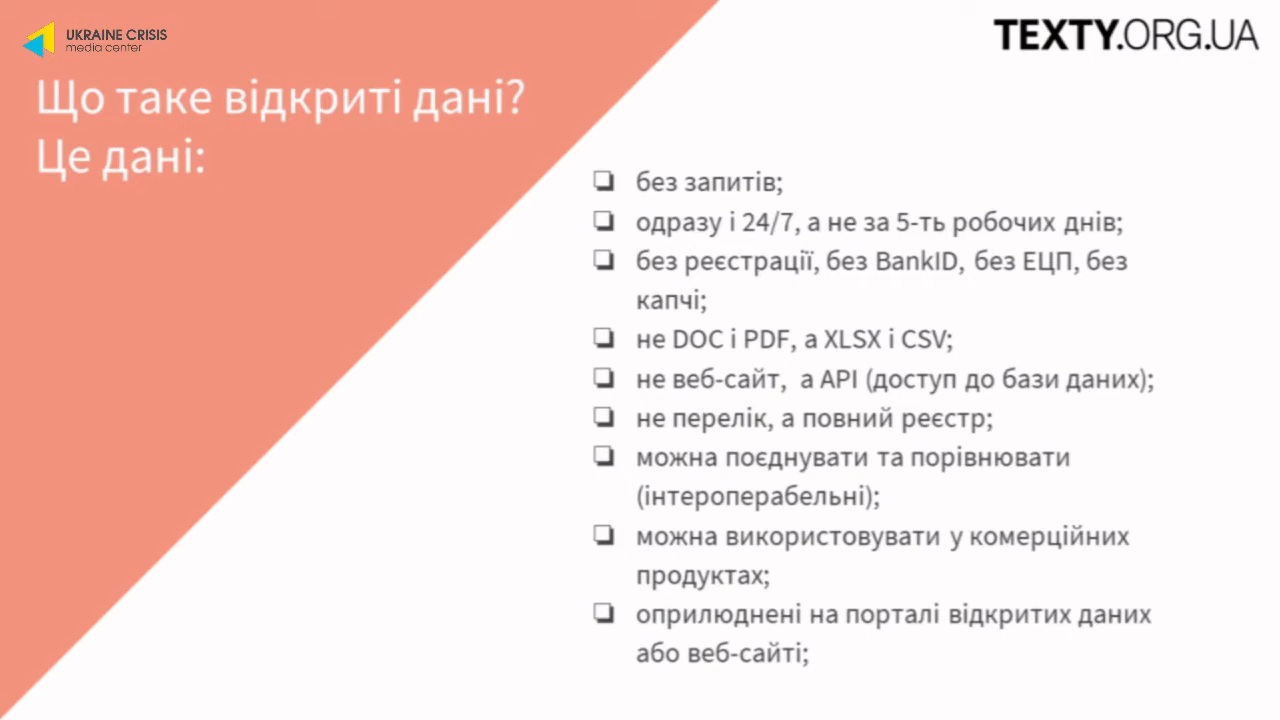 UKRAINE CRISIS
media center
TEXTY.ORG.UA
Що таке відкриті дані?
Це дані:
❏ без запитів;
❏ одразу і 24/7, а не за 5-ть робочих днів;
❏ без реєстрації, без BankID, без ЕЦП, без
капчі;
❏ не DOC і PDF, а XLSX і CSV;
❏ не веб-сайт, а API (доступ до бази даних);
❏ не перелік, а повний реєстр;
❏ можна поєднувати та порівнювати
(інтероперабельні);
❏ можна використовувати у комерційних
продуктах;
❏ оприлюднені на порталі відкритих даних
або веб-сайті;